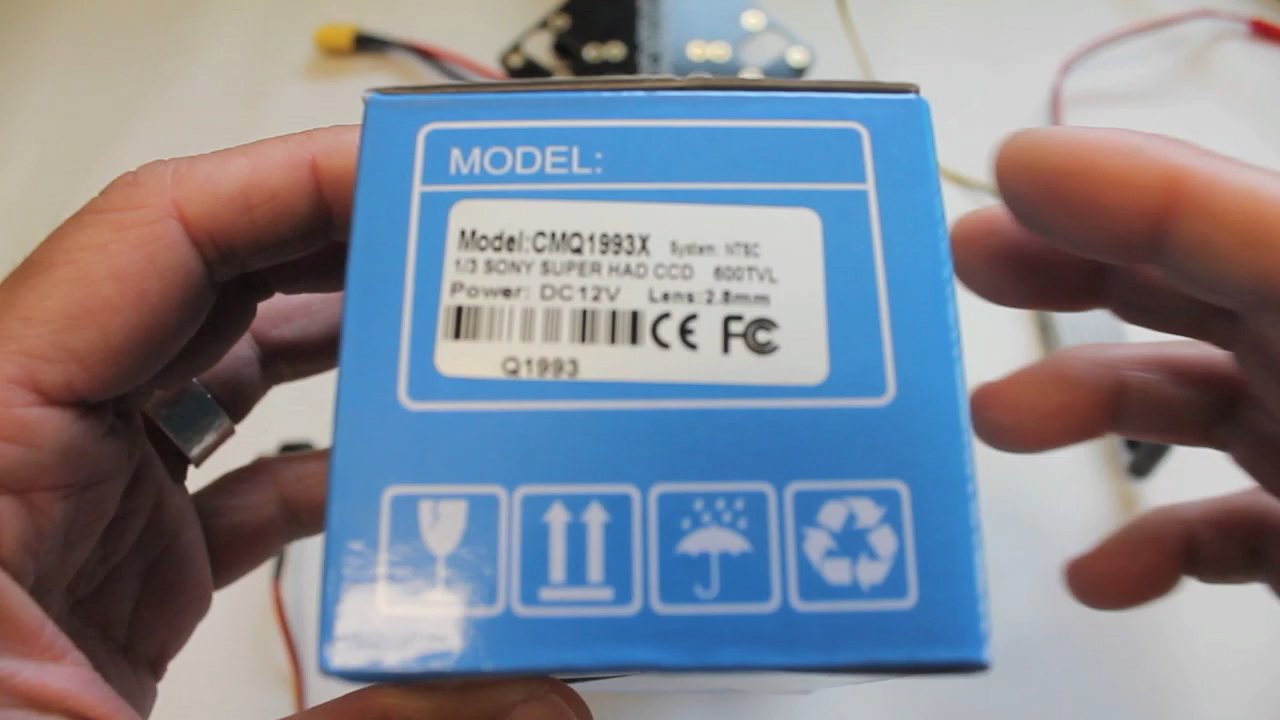 MODEL:
Model:CMQ1993X System: NTSC
1/3 SONY SUPER HAD CCD 600TVL
Power: DC12V Lens:2.8mm
CE FC
Q1993